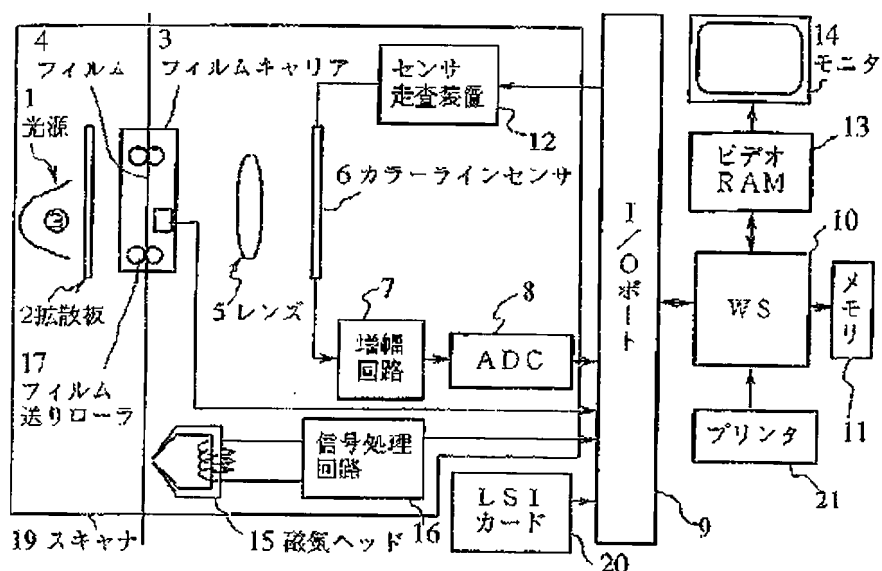 4
フィルム
3
フィルムキャリア
1
光源
2拡散板
17
フィルム
送りローラ
5レンズ
6カラーラインセンサ
センサ
走査装置
12
7
増幅
回路
8
ADC
信号処理
回路
16
15磁気ヘッド
19スキャナ
LSI
カード
20
I/Oポート
9
14
モニタ
13
ビデオ
RAM
10
WS
メモリ
11
プリンタ
21